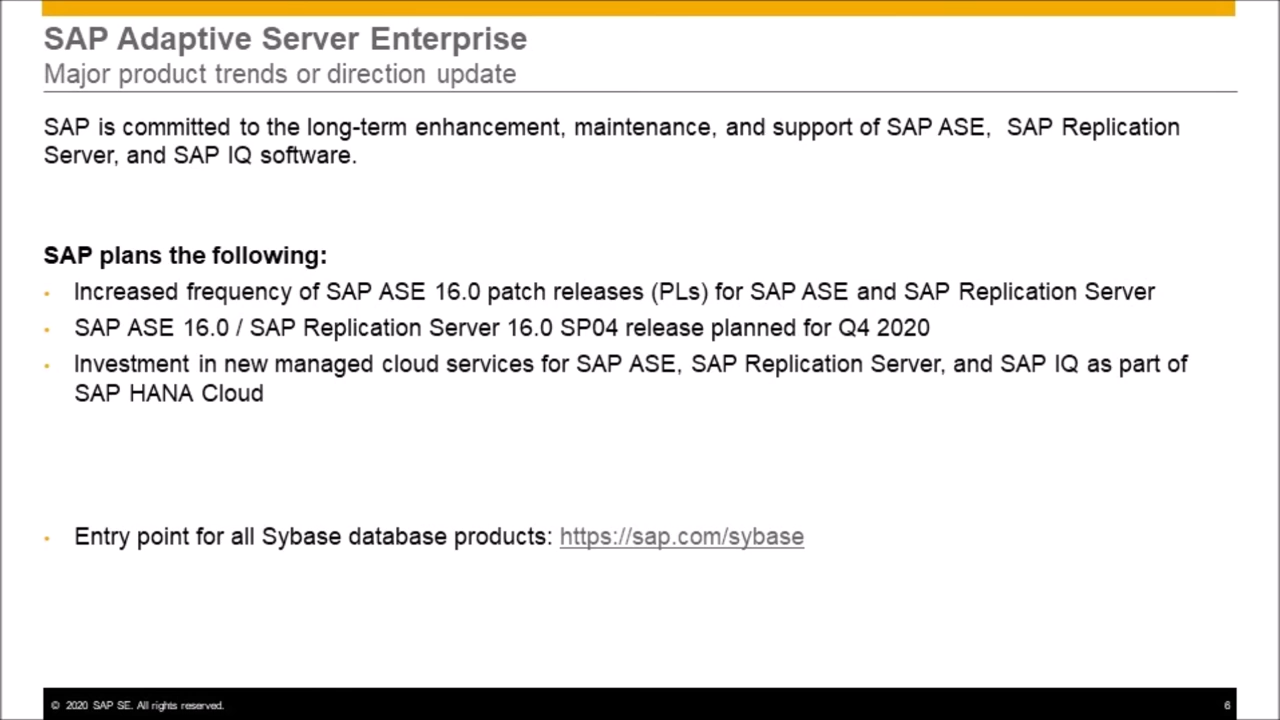 SAP Adaptive Server Enterprise
Major product trends or direction update
SAP is committed to the long-term enhancement, maintenance, and support of SAP ASE, SAP Replication
Server, and SAP IQ software.
SAP plans the following:
• Increased frequency of SAP ASE 16.0 patch releases (PLs) for SAP ASE and SAP Replication Server
• SAP ASE 16.0 / SAP Replication Server 16.0 SP04 release planned for Q4 2020
• Investment in new managed cloud services for SAP ASE, SAP Replication Server, and SAP IQ as part of
SAP HANA Cloud
• Entry point for all Sybase database products: https://sap.com/sybase
© 2020 SAP SE. All rights reserved. 6